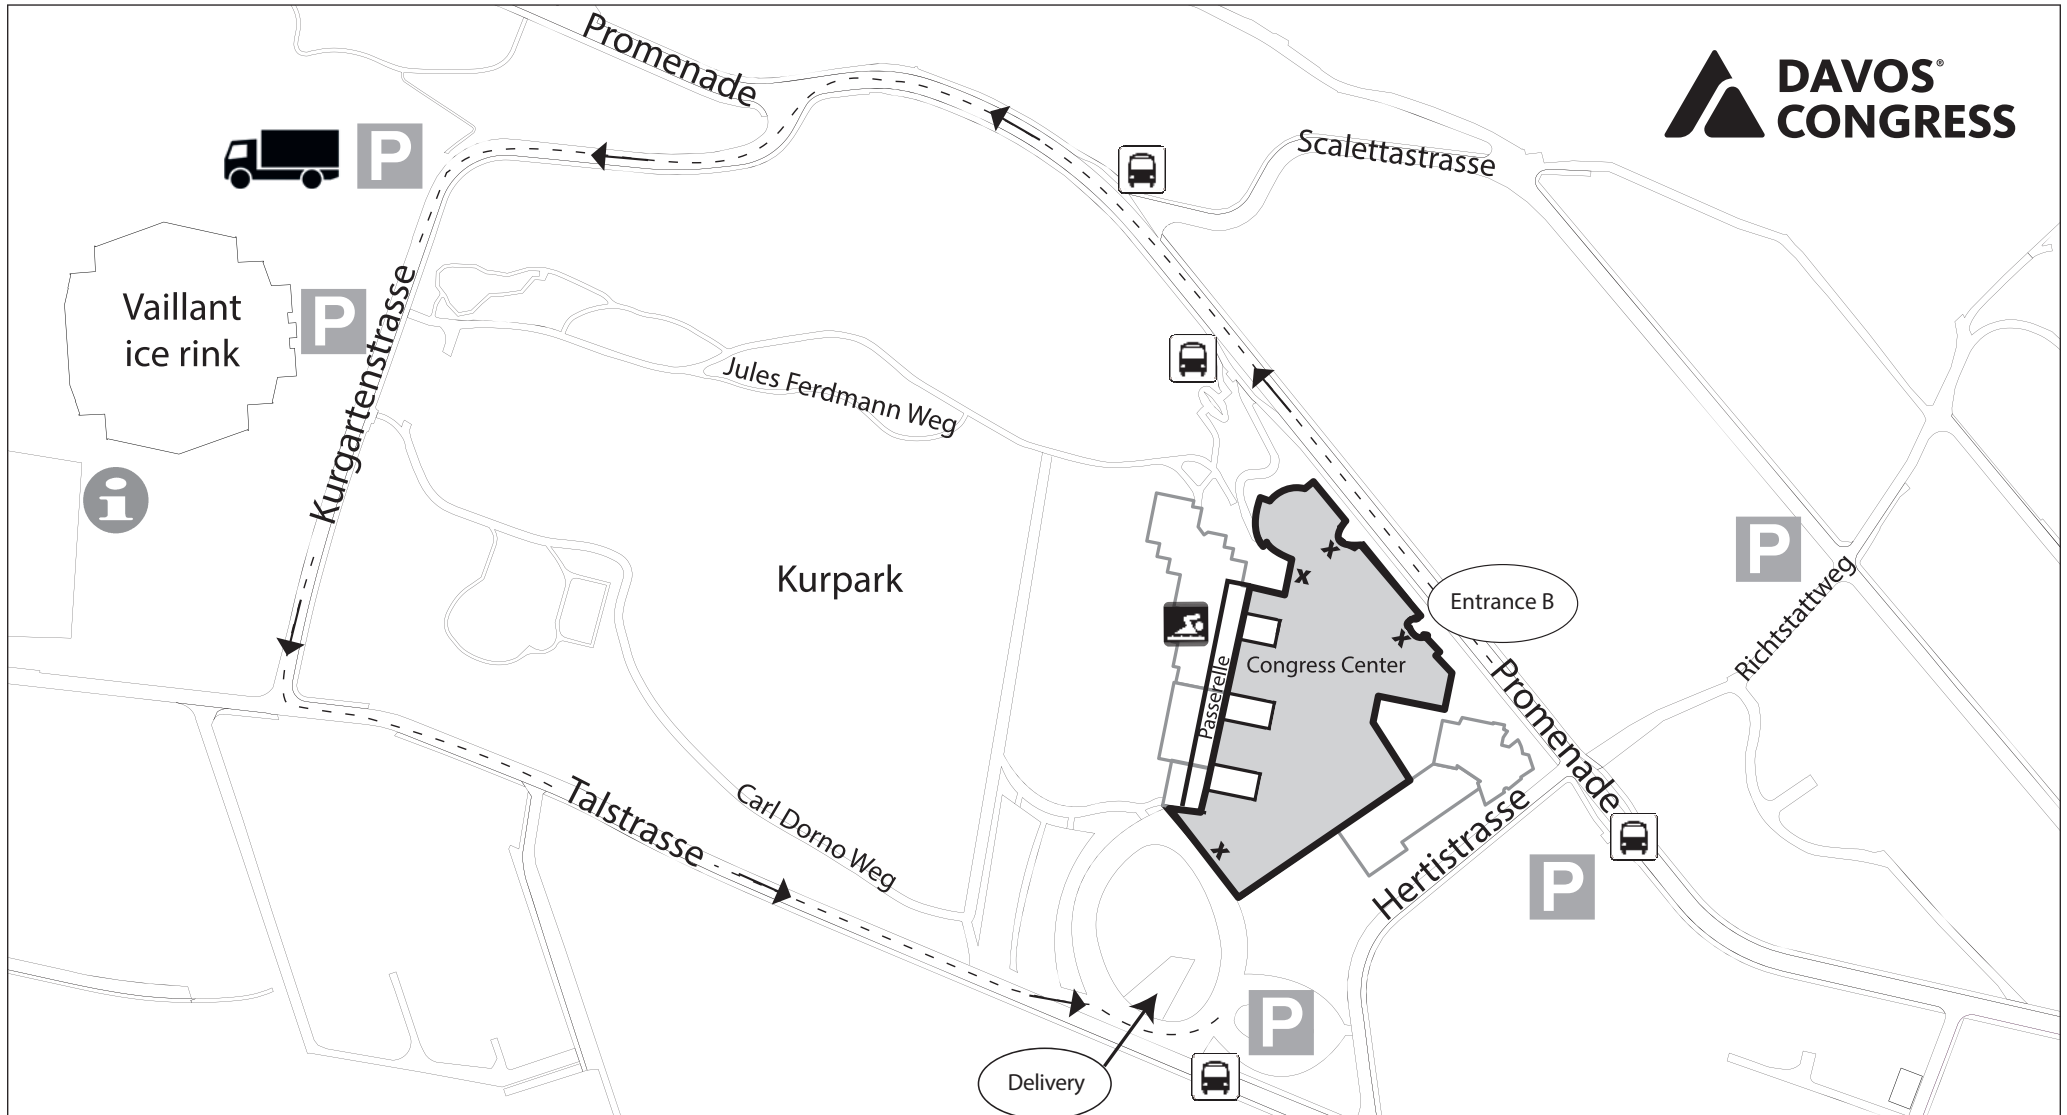 Promenade
DAVOS®
CONGRESS
P
Scalettastrasse
Vaillant
ice rink
P
Kurgartenstrasse
Jules Ferdmann Weg
i
Kurpark
P
Entrance B
Richtstattweg
Congress Center
Passerelle
Promenade
Talstrasse
Carl Dorno Weg
Hertistrasse
P
P
Delivery
x
x
x
x